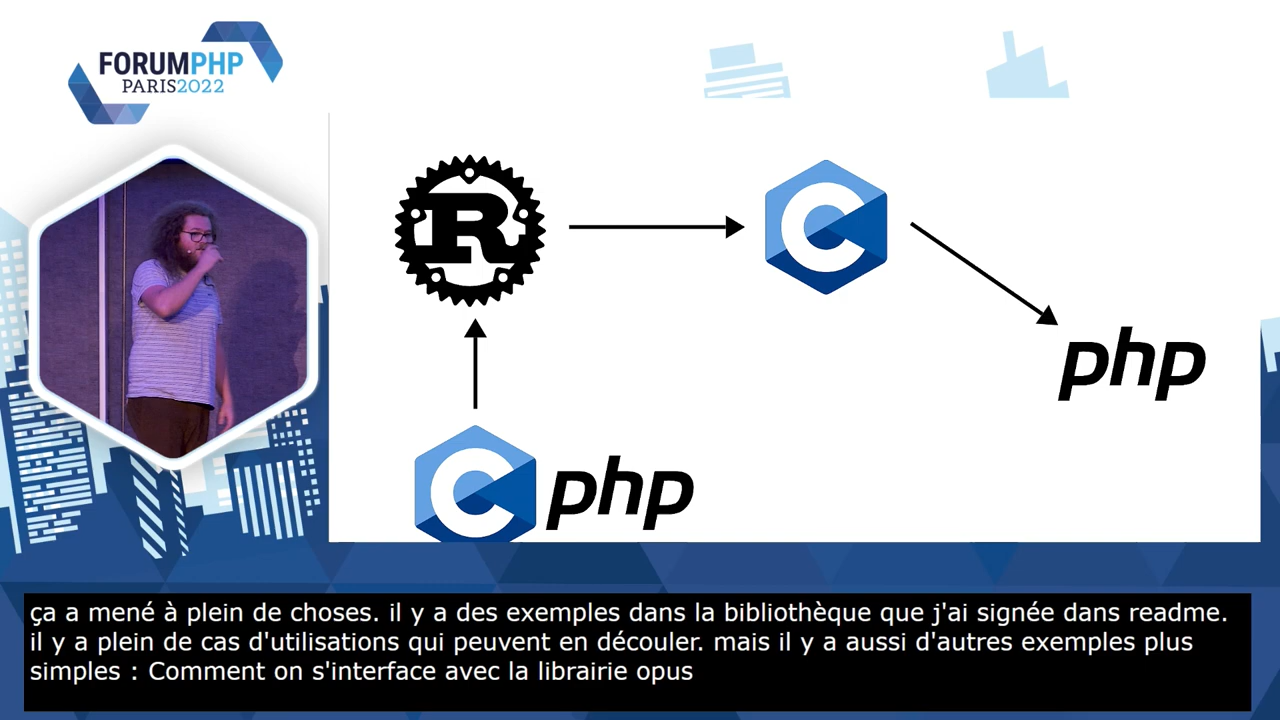 FORUMPHP
PARIS2022
R
C
php
C
php
ça a mené à plein de choses. il y a des exemples dans la bibliothèque que j'ai signée dans readme.
il y a plein de cas d'utilisations qui peuvent en découler. mais il y a aussi d'autres exemples plus
simples : Comment on s'interface avec la librairie opus